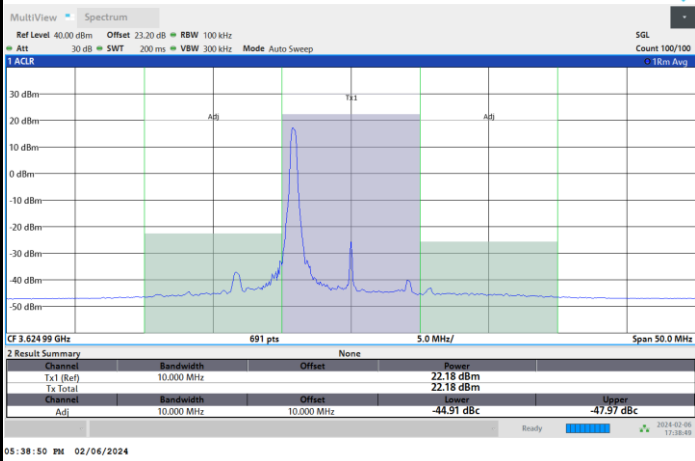 MultiView Spectrum
Ref Level 40.00 dBm Offset 23.20 dB RBW 100 kHz SGL
Att 30 dB SWT 200 ms VBW 300 kHz Mode Auto Sweep Count 100/100
1 ACLR 1Rm Avg
30 dBm
Tx1
20 dBm
Adj Adj
10 dBm
0 dBm
-10 dBm
-20 dBm
-30 dBm
-40 dBm
-50 dBm
CF 3.624 99 GHz 691 pts 5.0 MHz/ Span 50.0 MHz
2 Result Summary None
Channel Bandwidth Offset Power
Tx1 (Ref) 10.000 MHz 22.18 dBm
Tx Total 22.18 dBm
Channel Bandwidth Offset Lower Upper
Adj 10.000 MHz 10.000 MHz -44.91 dBc -47.97 dBc
Ready 2024-02-06
17:38:49
05:38:50 PM 02/06/2024